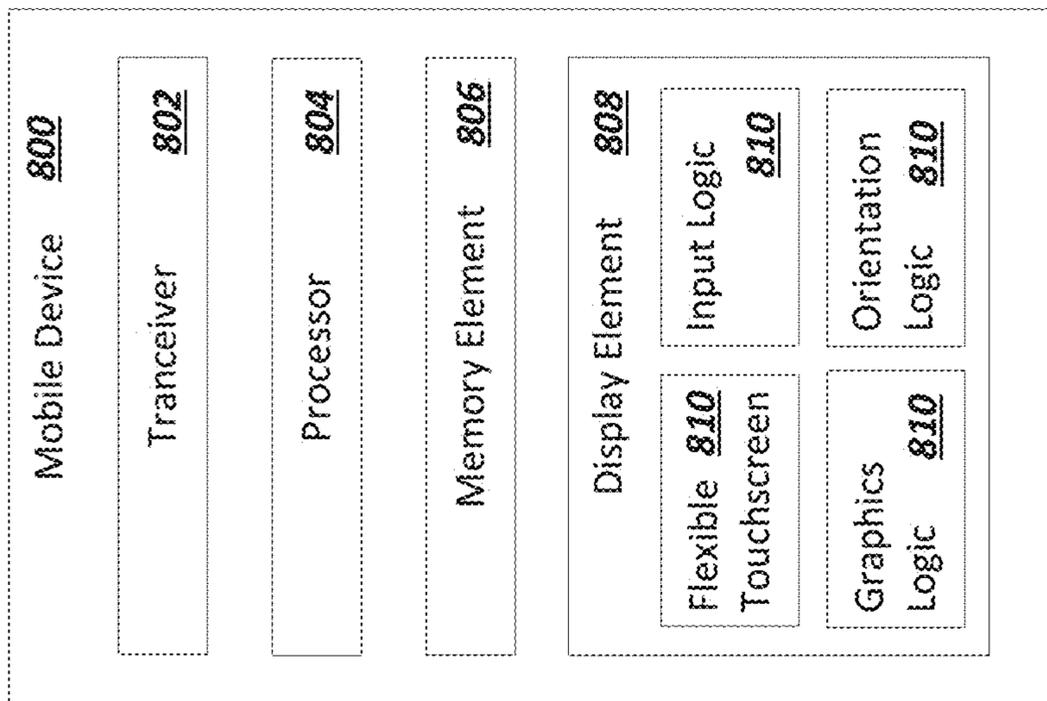 Mobile Device 800
Tranceiver 802
Processor 804
Memory Element 806
Display Element 808
Flexible 810
Touchscreen
Input Logic
810
Graphics
Logic 810
Orientation
Logic 810